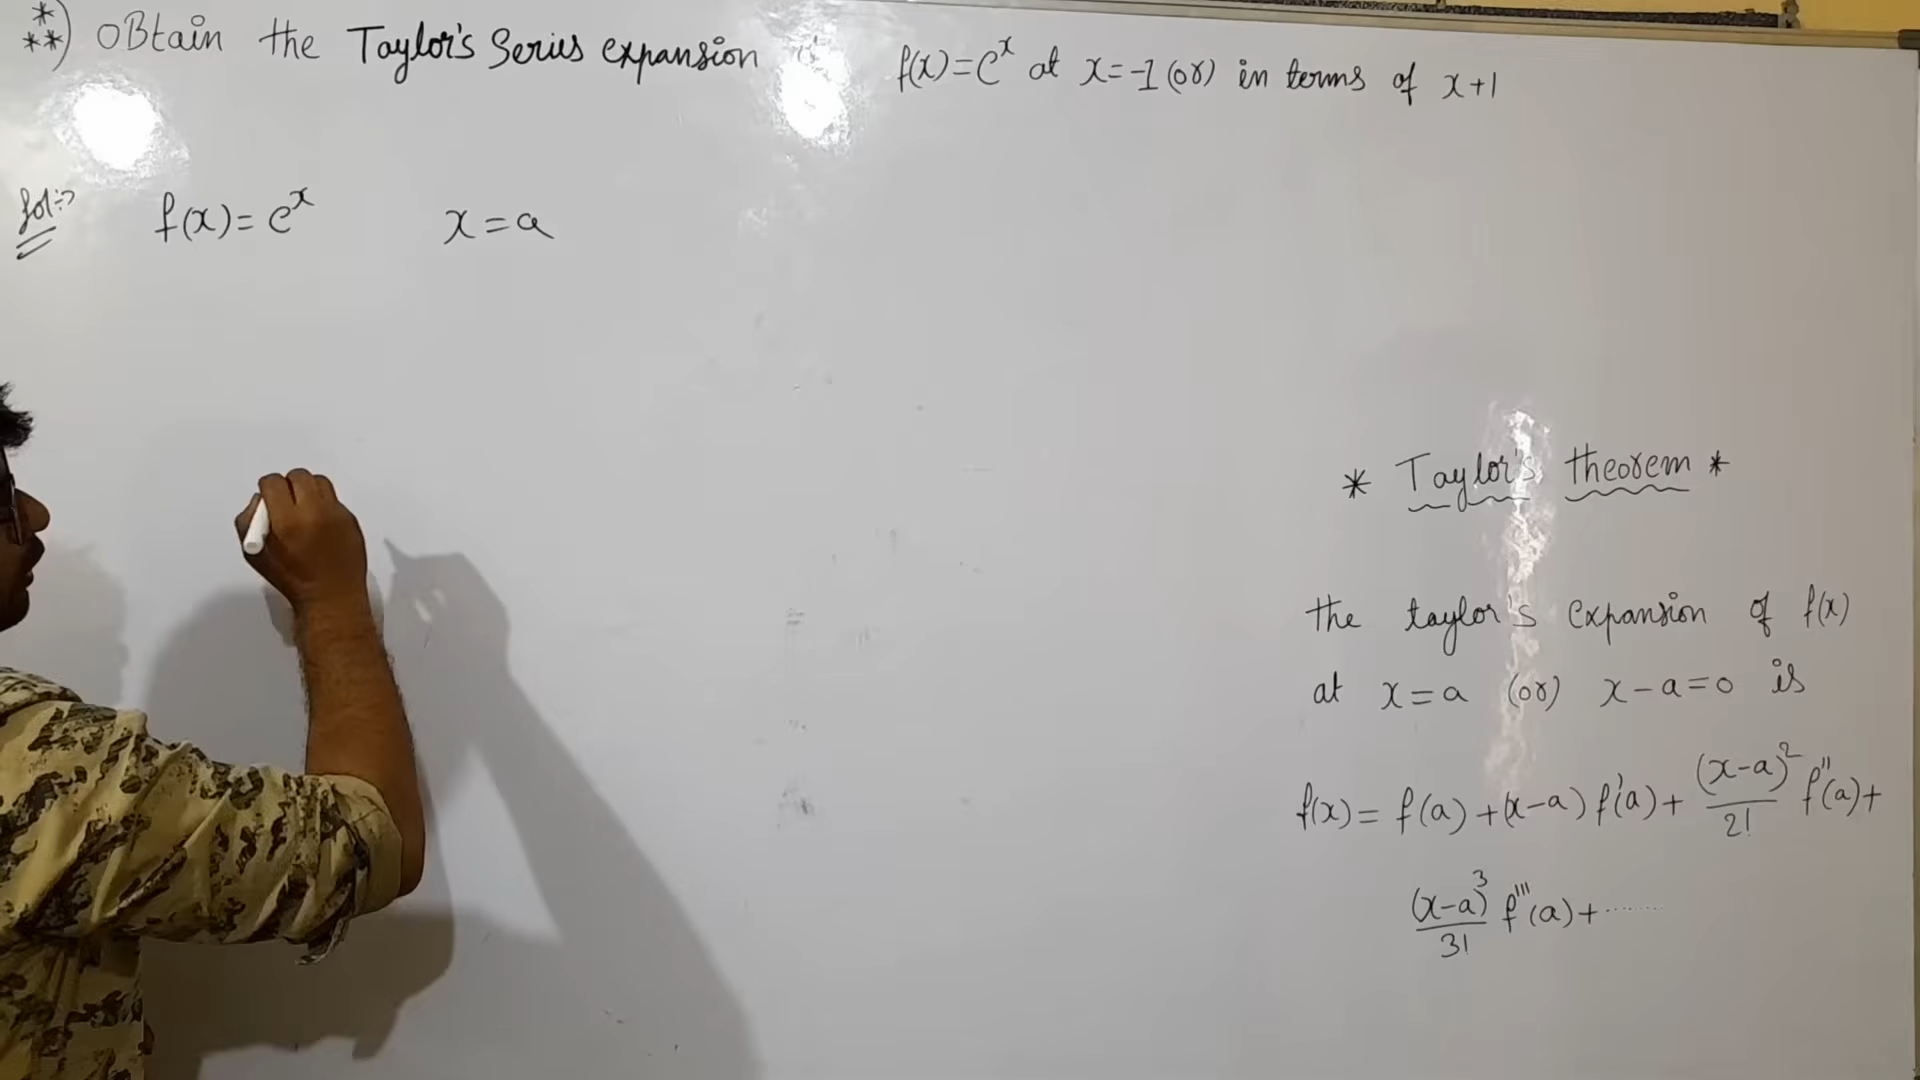 **
*) OBtain the Taylor's Series expansion f(x)=e^x at x=-1 (or) in terms of x+1
Sol:→ f(x)=e^x x=a
* Taylor's theorem *
the taylor's expansion of f(x)
at x=a (or) x-a=0 is
f(x)= f(a)+(x-a) f'(a)+ (x-a)^2/2! f''(a)+
(x-a)^3/3! f'''(a)+........